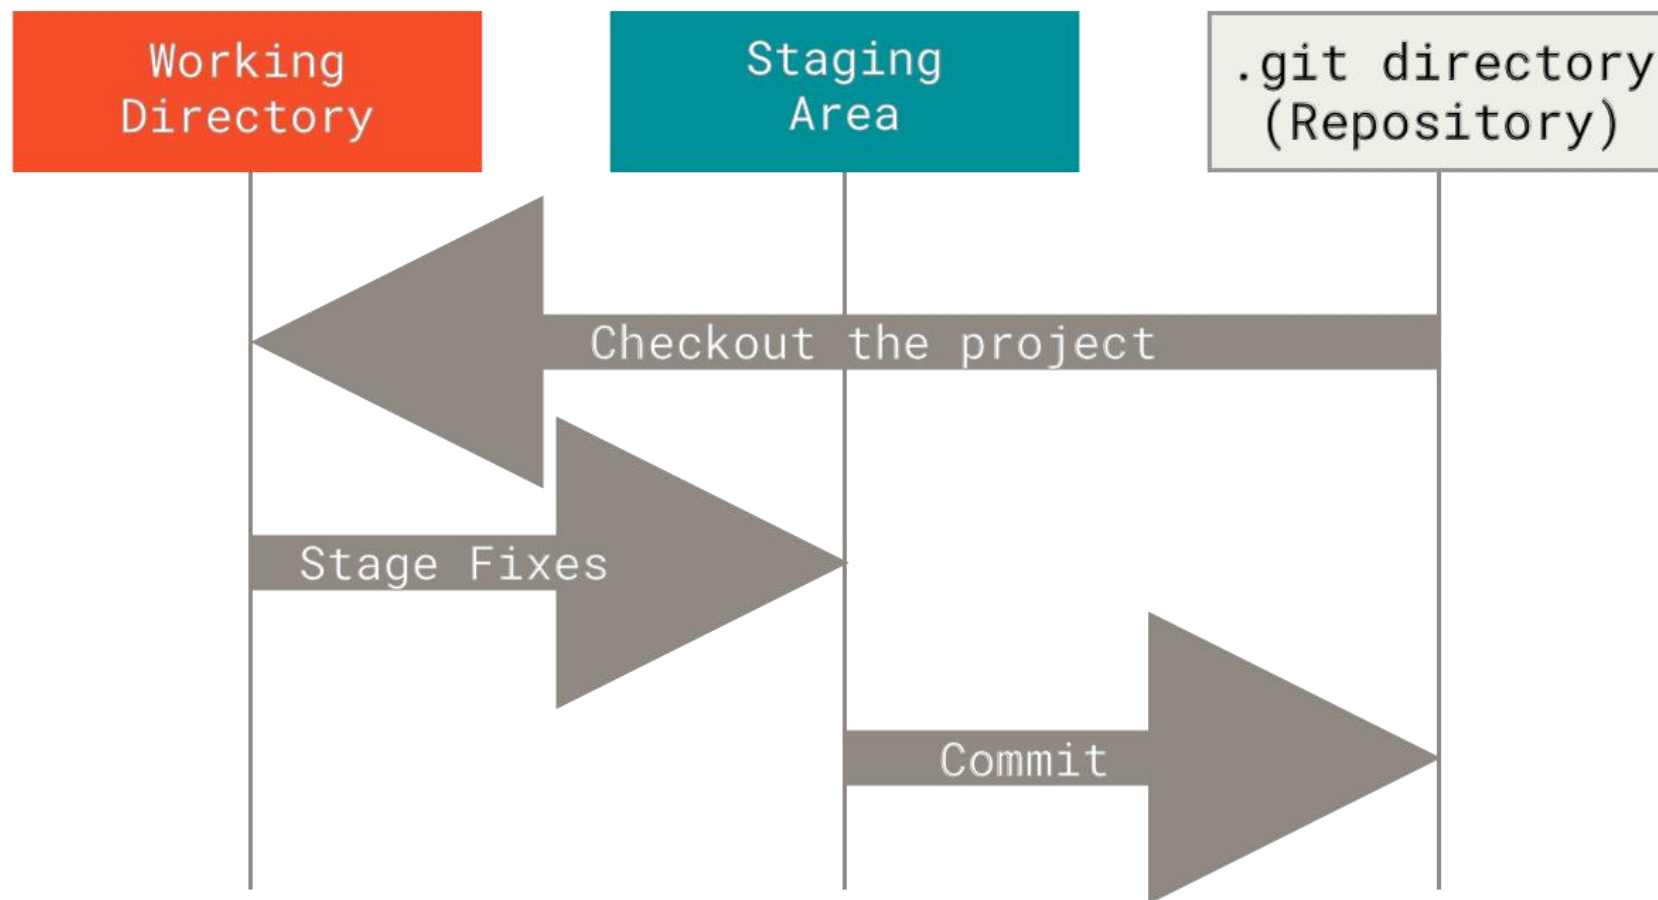 Working
Directory
Staging
Area
.git directory
(Repository)
Checkout the project
Stage Fixes
Commit